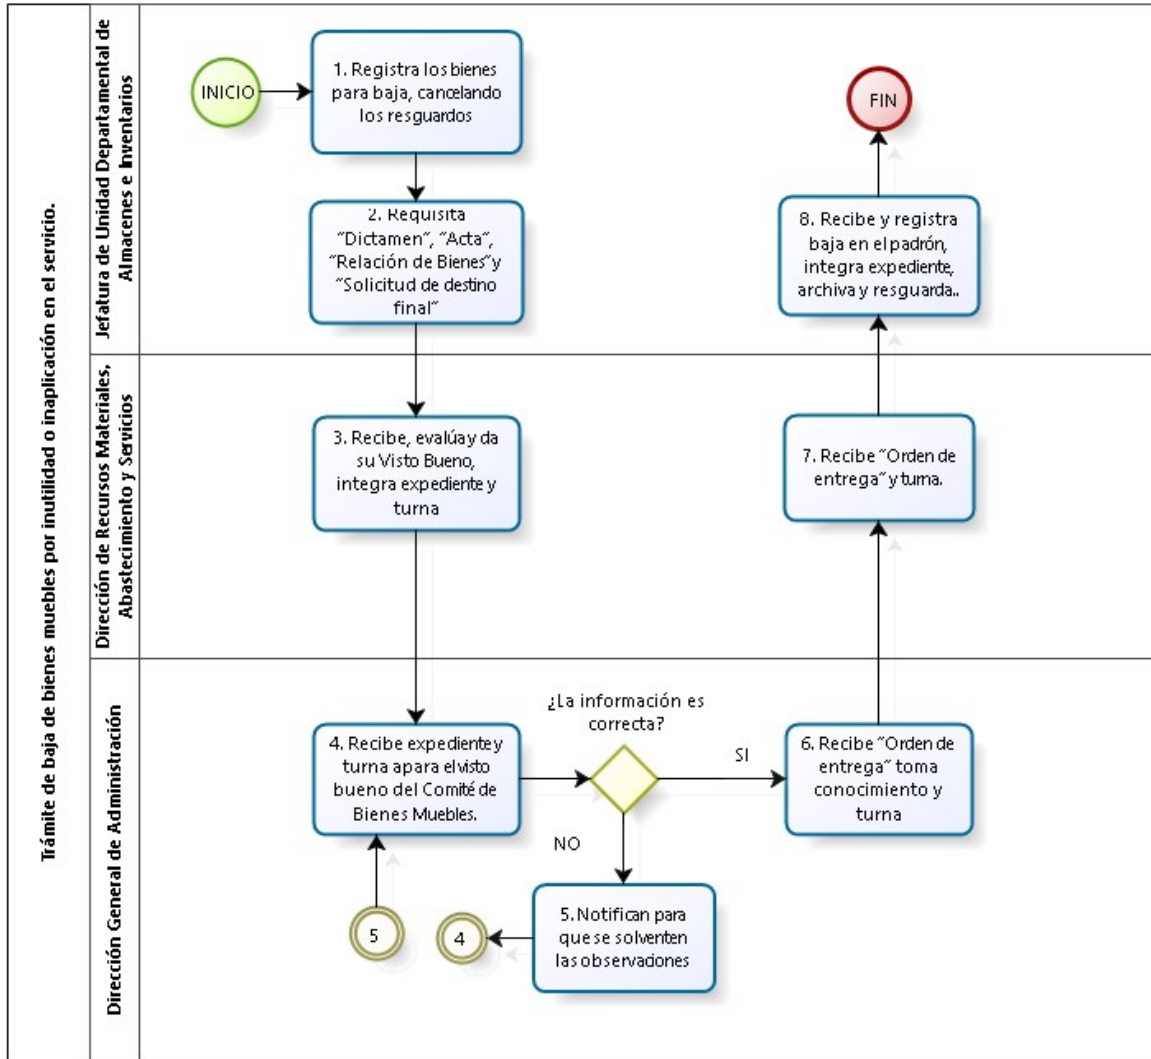 Trámite de baja de bienes muebles por inutilidad o inaplicación en el servicio.
Jefatura de Unidad Departamental de
Almacenes e Inventarios
INICIO
1. Registra los bienes
para baja, cancelando
los resguardos
2. Requisita
“Dictamen”, “Acta”,
“Relación de Bienes” y
“Solicitud de destino
final”
FIN
8. Recibe y registra
baja en el padrón,
integra expediente,
archiva y resguarda..
Dirección de Recursos Materiales,
Abastecimiento y Servicios
3. Recibe, evalúa y da
su Visto Bueno,
integra expediente y
turna
7. Recibe “Orden de
entrega” y turna.
Dirección General de Administración
4. Recibe expediente y
turna apara el visto
bueno del Comité de
Bienes Muebles.
¿La información es
correcta?
SI
NO
6. Recibe “Orden de
entrega” toma
conocimiento y
turna
5
4
5. Notifican para
que se solventen
las observaciones